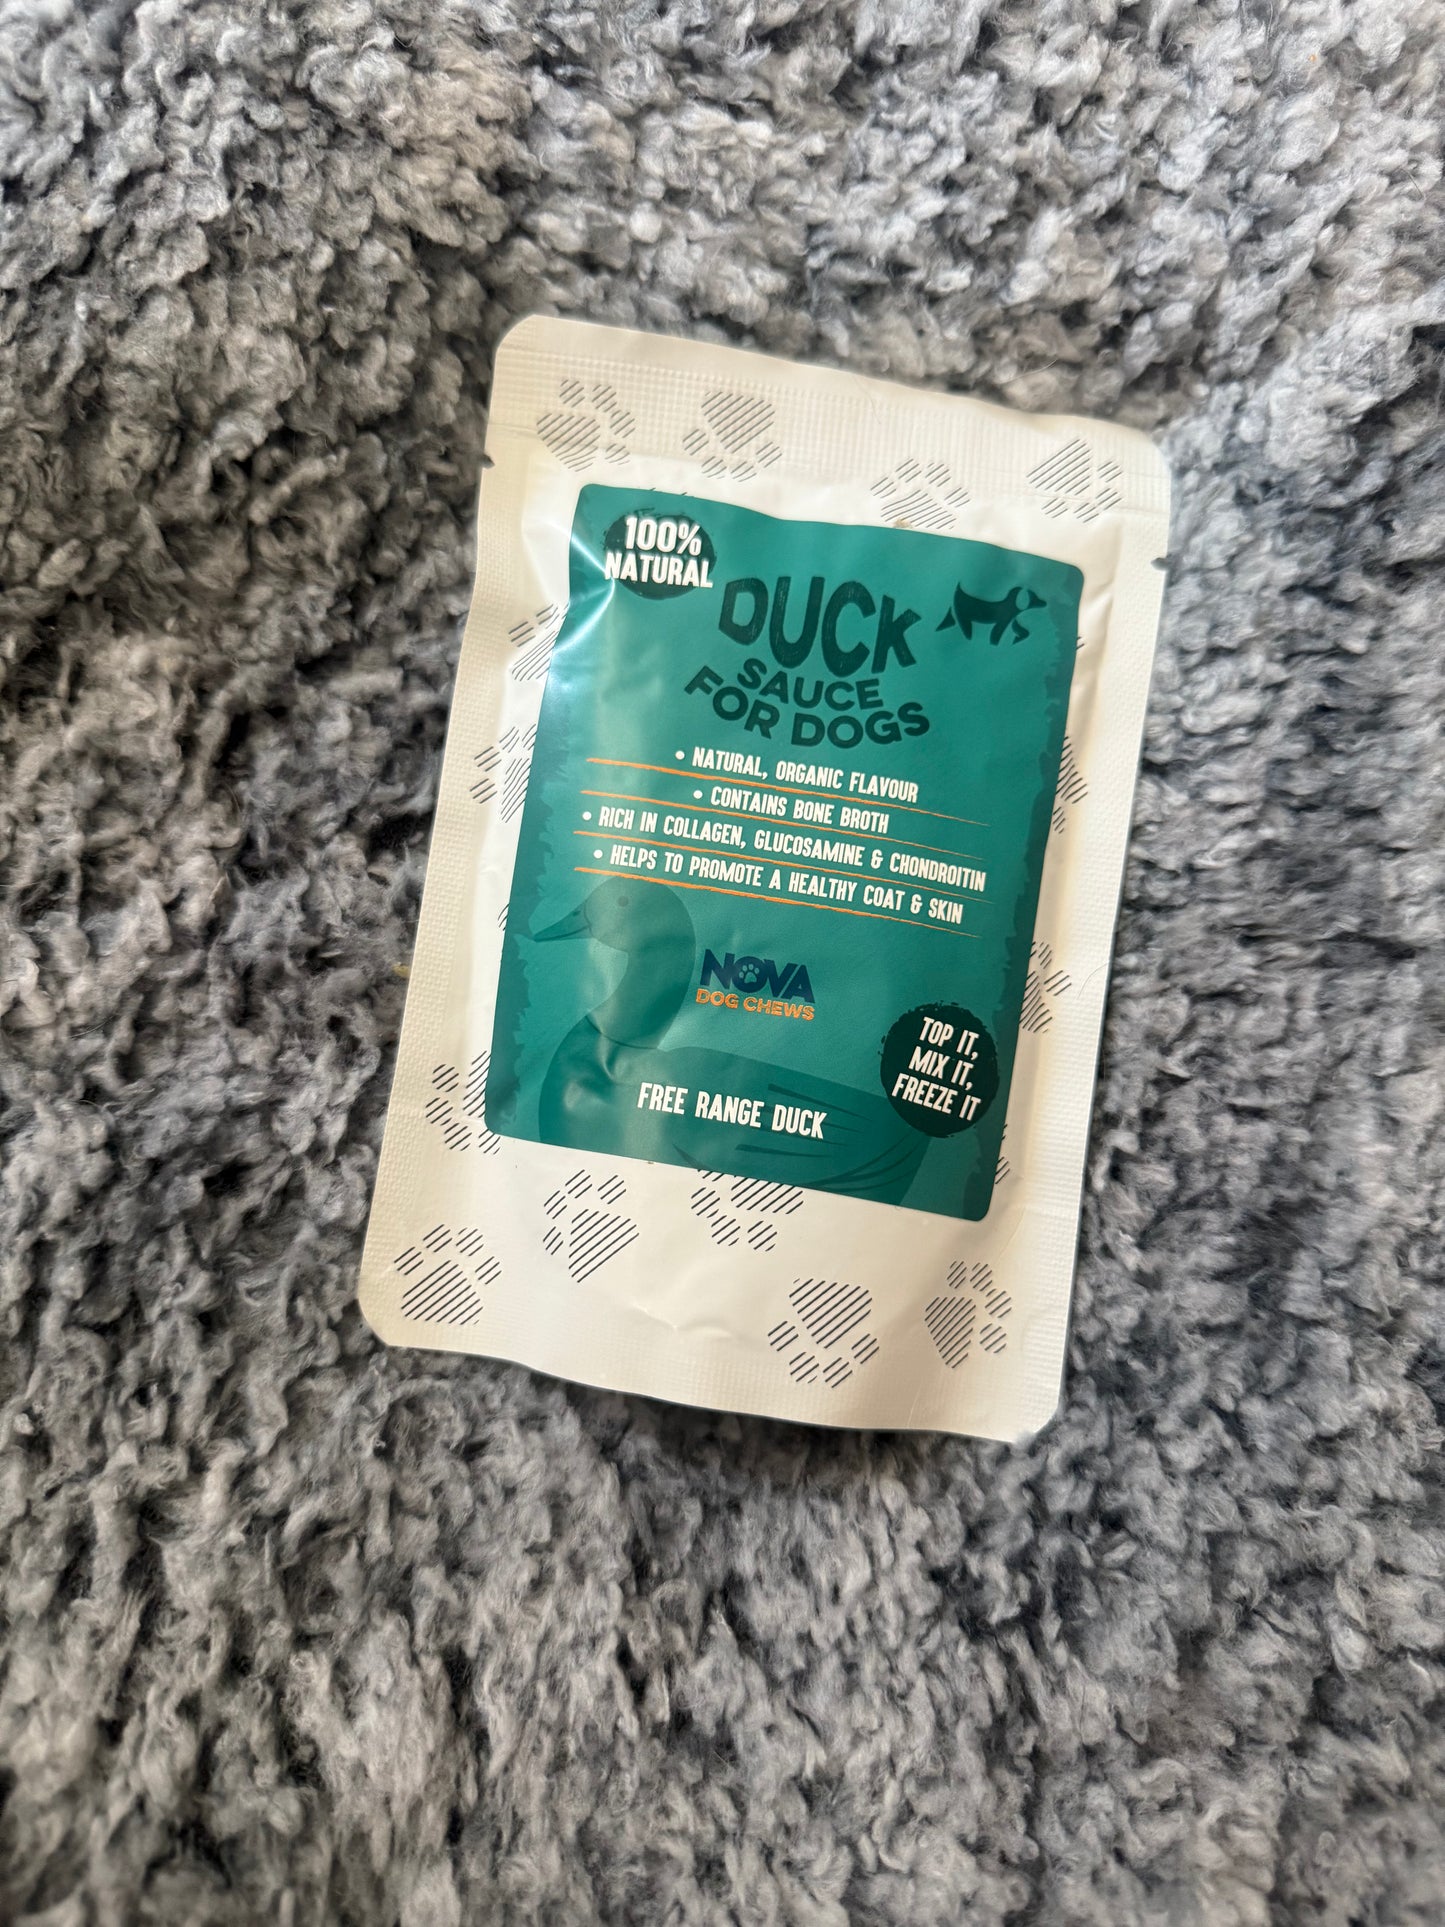 100%
NATURAL
DUCK
SAUCE
FOR DOGS
• NATURAL, ORGANIC FLAVOUR
• CONTAINS BONE BROTH
• RICH IN COLLAGEN, GLUCOSAMINE & CHONDROITIN
• HELPS TO PROMOTE A HEALTHY COAT & SKIN
NOVA
DOG CHEWS
TOP IT,
MIX IT,
FREEZE IT
FREE RANGE DUCK